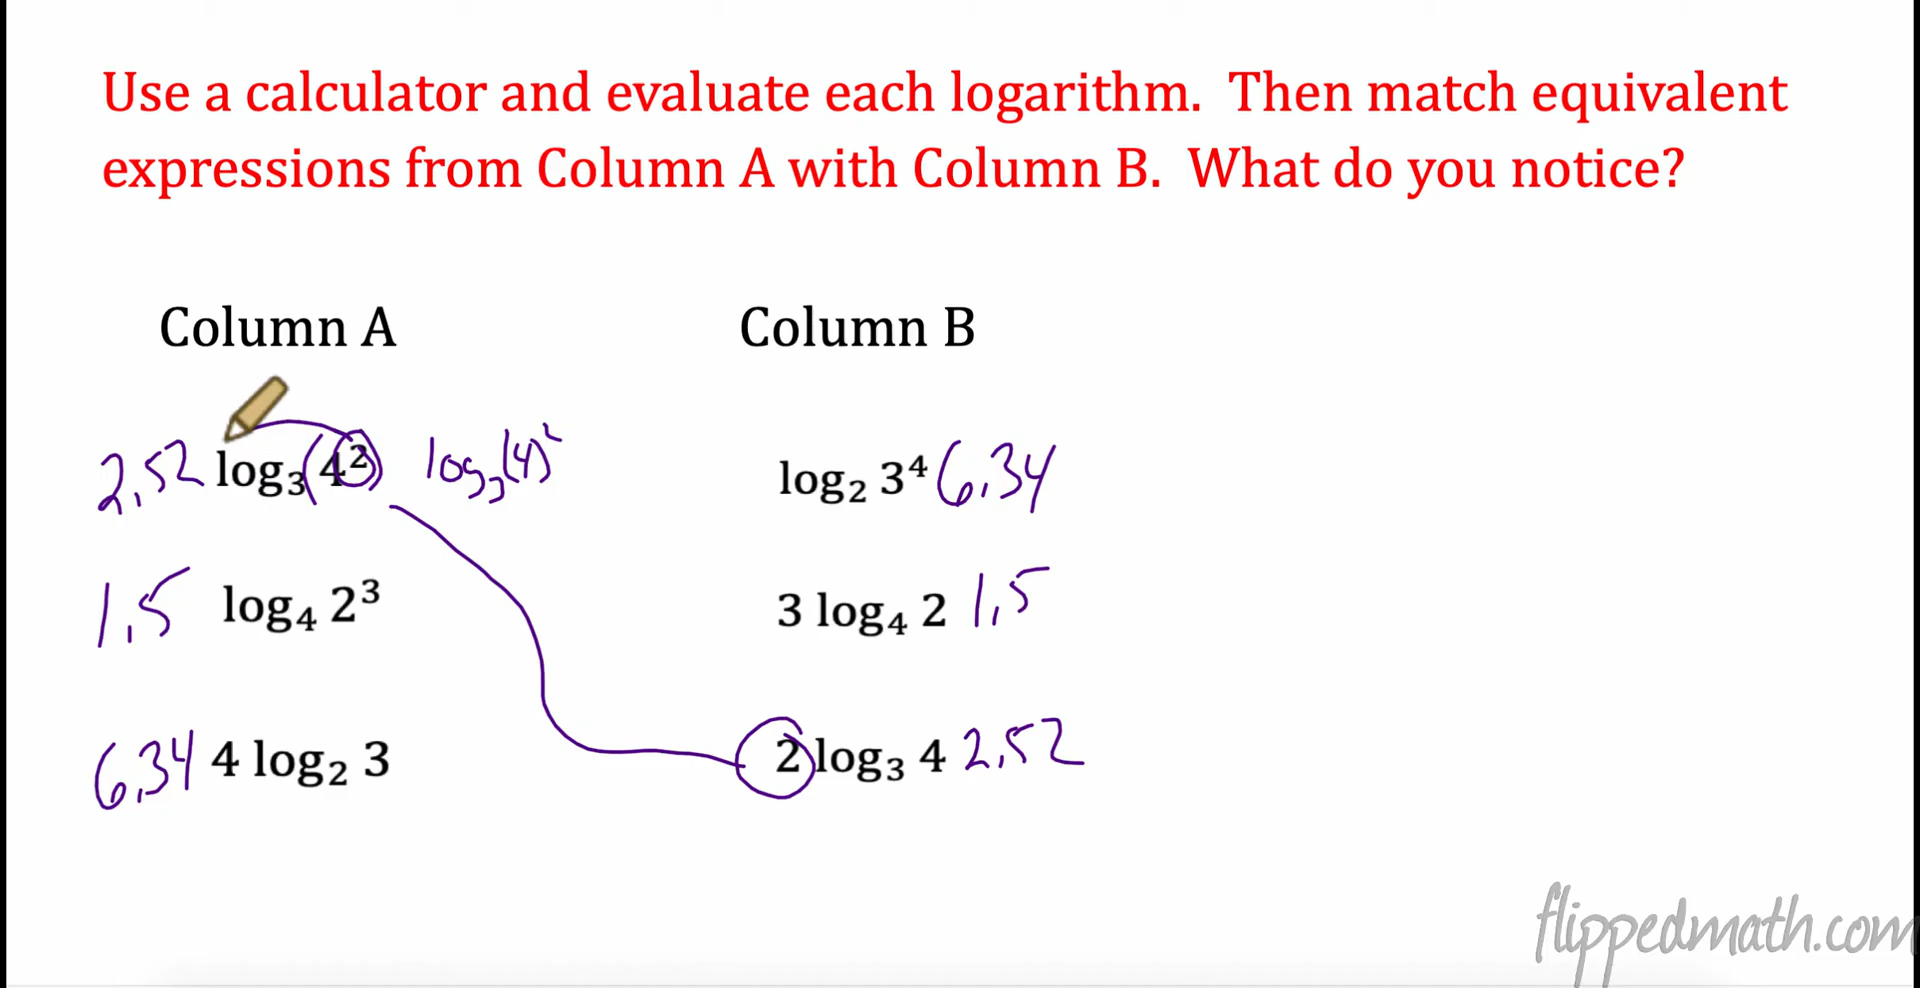 Use a calculator and evaluate each logarithm. Then match equivalent
expressions from Column A with Column B. What do you notice?
Column A Column B
2.52 log₃(4²) log₃(4)² log₂ 3⁴ 6.34
1.5 log₄ 2³ 3 log₄ 2 1.5
6.34 4 log₂ 3 2 log₃ 4 2.52
flippedmath.com